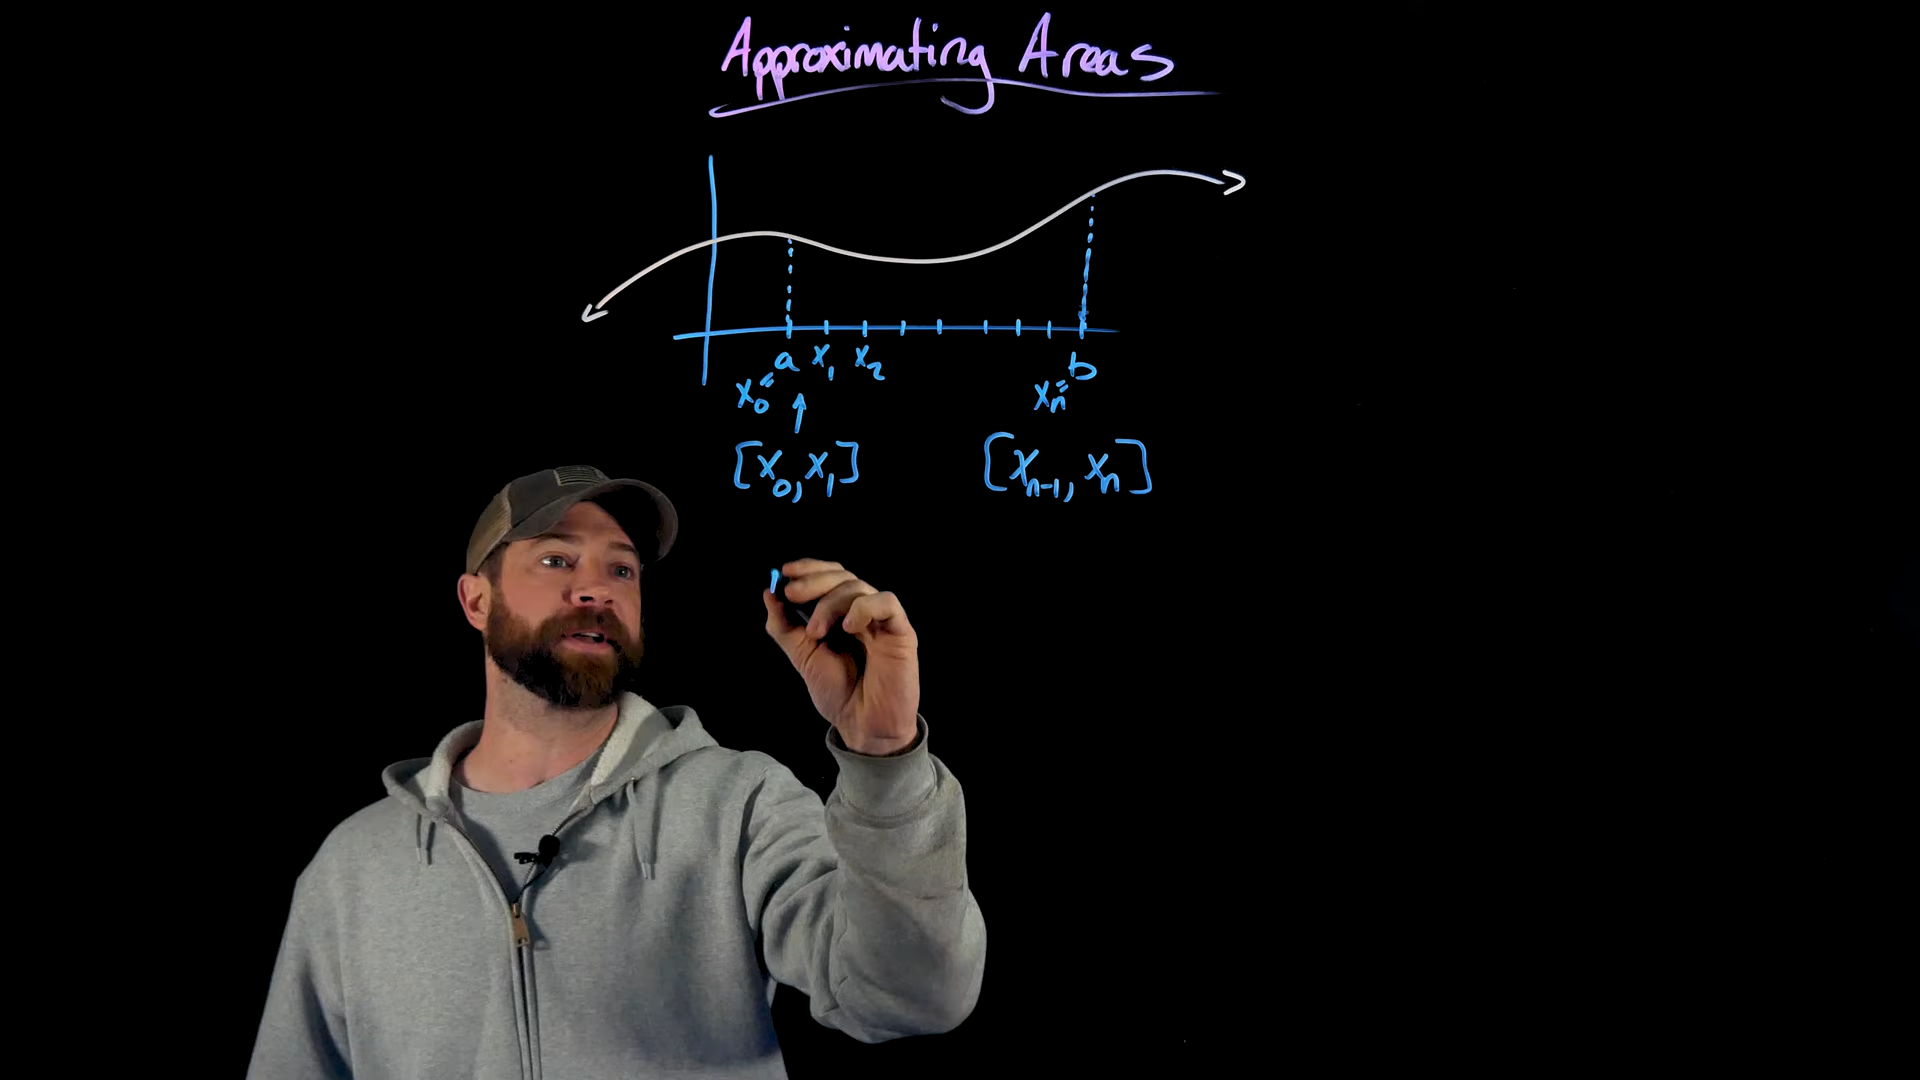 Approximating Areas
a x₁ x₂ b
x₀= xₙ=
[x₀, x₁] [xₙ₋₁, xₙ]